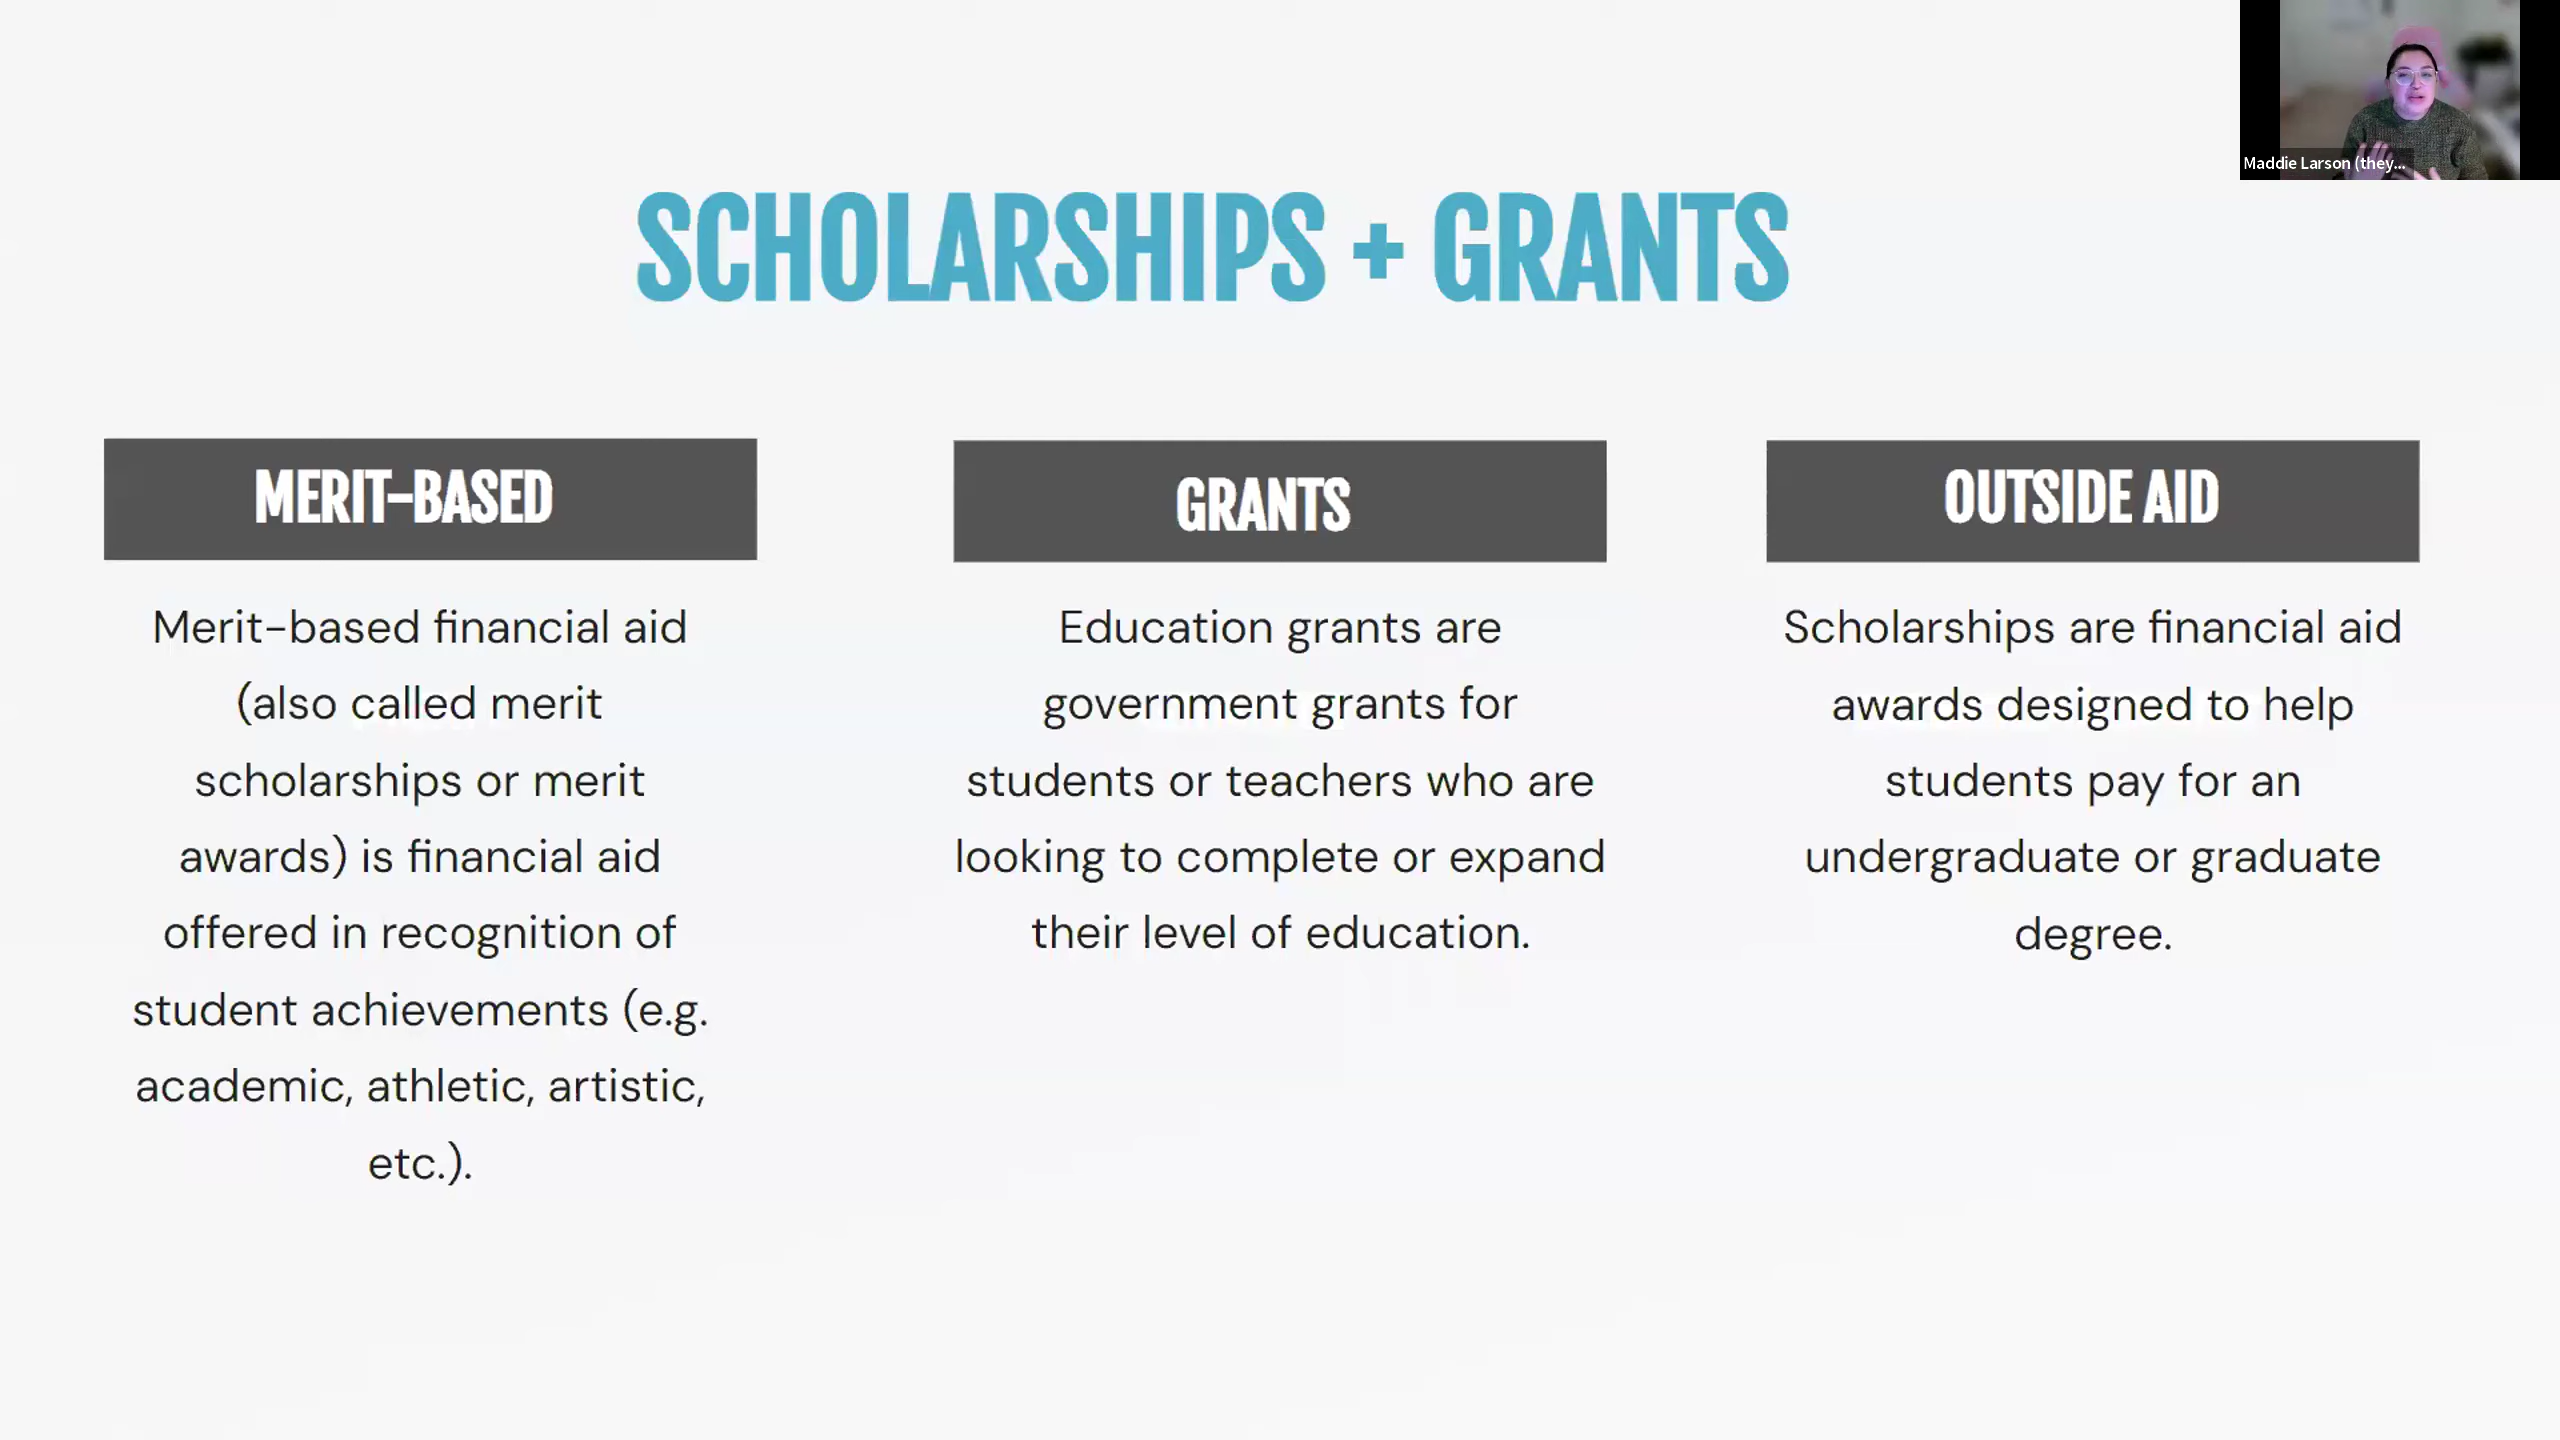 Maddie Larson (they...
SCHOLARSHIPS + GRANTS
MERIT-BASED
Merit-based financial aid
(also called merit
scholarships or merit
awards) is financial aid
offered in recognition of
student achievements (e.g.
academic, athletic, artistic,
etc.).
GRANTS
Education grants are
government grants for
students or teachers who are
looking to complete or expand
their level of education.
OUTSIDE AID
Scholarships are financial aid
awards designed to help
students pay for an
undergraduate or graduate
degree.